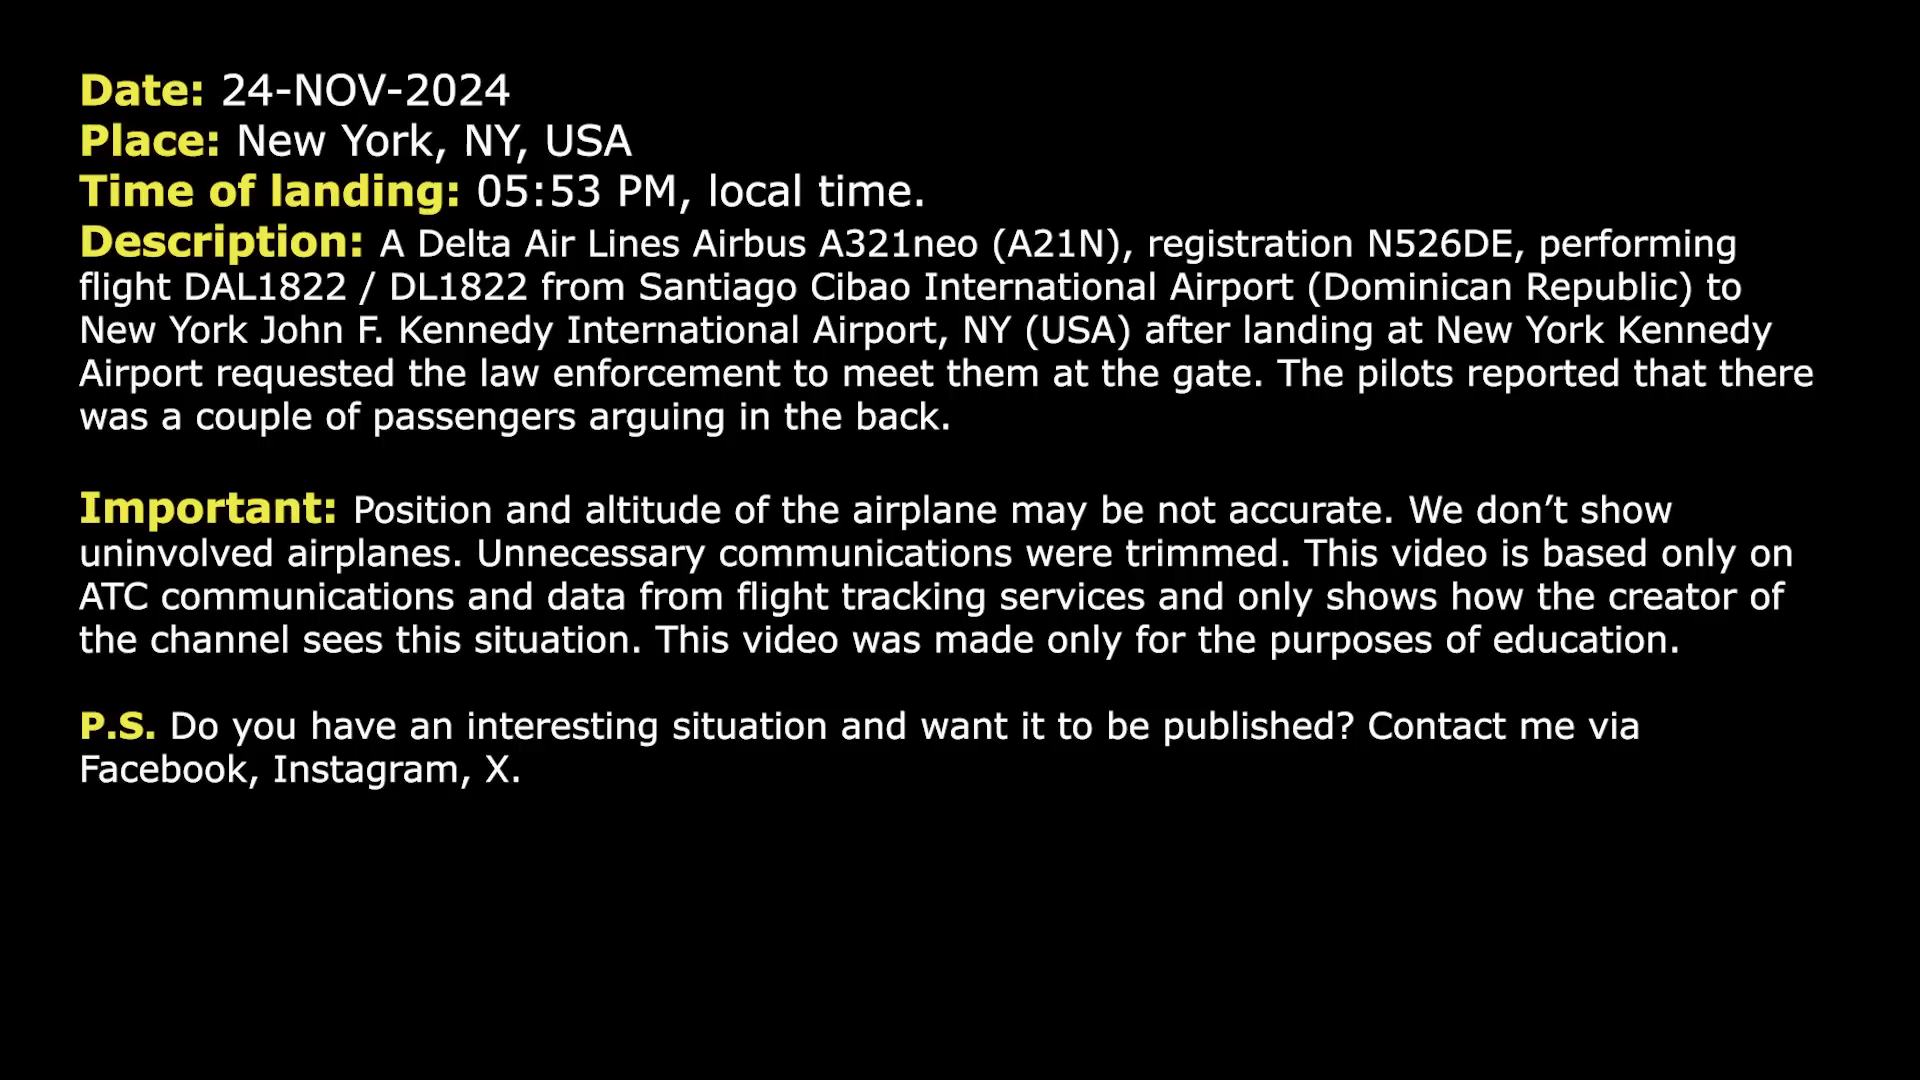 Date: 24-NOV-2024
Place: New York, NY, USA
Time of landing: 05:53 PM, local time.
Description: A Delta Air Lines Airbus A321neo (A21N), registration N526DE, performing
flight DAL1822 / DL1822 from Santiago Cibao International Airport (Dominican Republic) to
New York John F. Kennedy International Airport, NY (USA) after landing at New York Kennedy
Airport requested the law enforcement to meet them at the gate. The pilots reported that there
was a couple of passengers arguing in the back.
Important: Position and altitude of the airplane may be not accurate. We don’t show
uninvolved airplanes. Unnecessary communications were trimmed. This video is based only on
ATC communications and data from flight tracking services and only shows how the creator of
the channel sees this situation. This video was made only for the purposes of education.
P.S. Do you have an interesting situation and want it to be published? Contact me via
Facebook, Instagram, X.